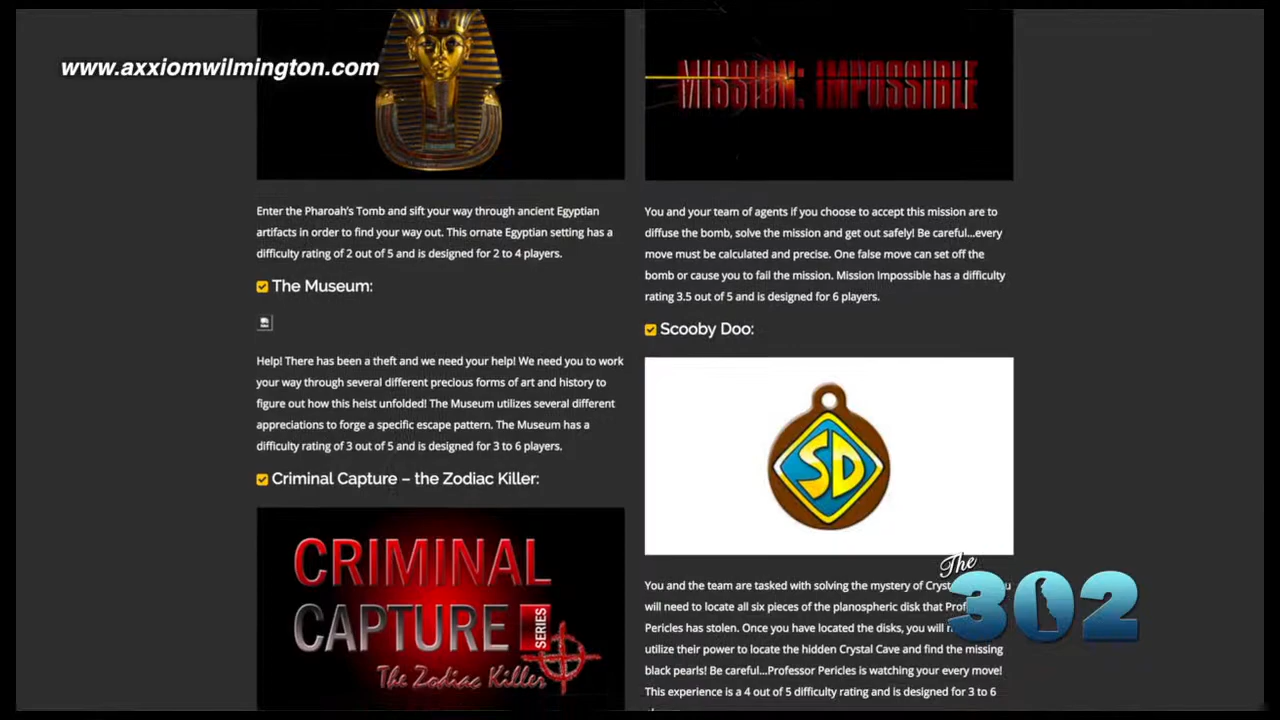 www.axxiomwilmington.com
MISSION: IMPOSSIBLE
Enter the Pharoah's Tomb and sift your way through ancient Egyptian
artifacts in order to find your way out. This ornate Egyptian setting has a
difficulty rating of 2 out of 5 and is designed for 2 to 4 players.
The Museum:
Help! There has been a theft and we need your help! We need you to work
your way through several different precious forms of art and history to
figure out how this heist unfolded! The Museum utilizes several different
appreciations to forge a specific escape pattern. The Museum has a
difficulty rating of 3 out of 5 and is designed for 3 to 6 players.
Criminal Capture – the Zodiac Killer:
CRIMINAL
CAPTURE
SERIES
The Zodiac Killer
You and your team of agents if you choose to accept this mission are to
diffuse the bomb, solve the mission and get out safely! Be careful...every
move must be calculated and precise. One false move can set off the
bomb or cause you to fail the mission. Mission Impossible has a difficulty
rating 3.5 out of 5 and is designed for 6 players.
Scooby Doo:
SD
You and the team are tasked with solving the mystery of
will need to locate all six pieces of the planospheric disk that
Pericles has stolen. Once you have located the disks, you will
utilize their power to locate the hidden Crystal Cave and find the missing
black pearls! Be careful...Professor Pericles is watching your every move!
This experience is a 4 out of 5 difficulty rating and is designed for 3 to 6
The
302